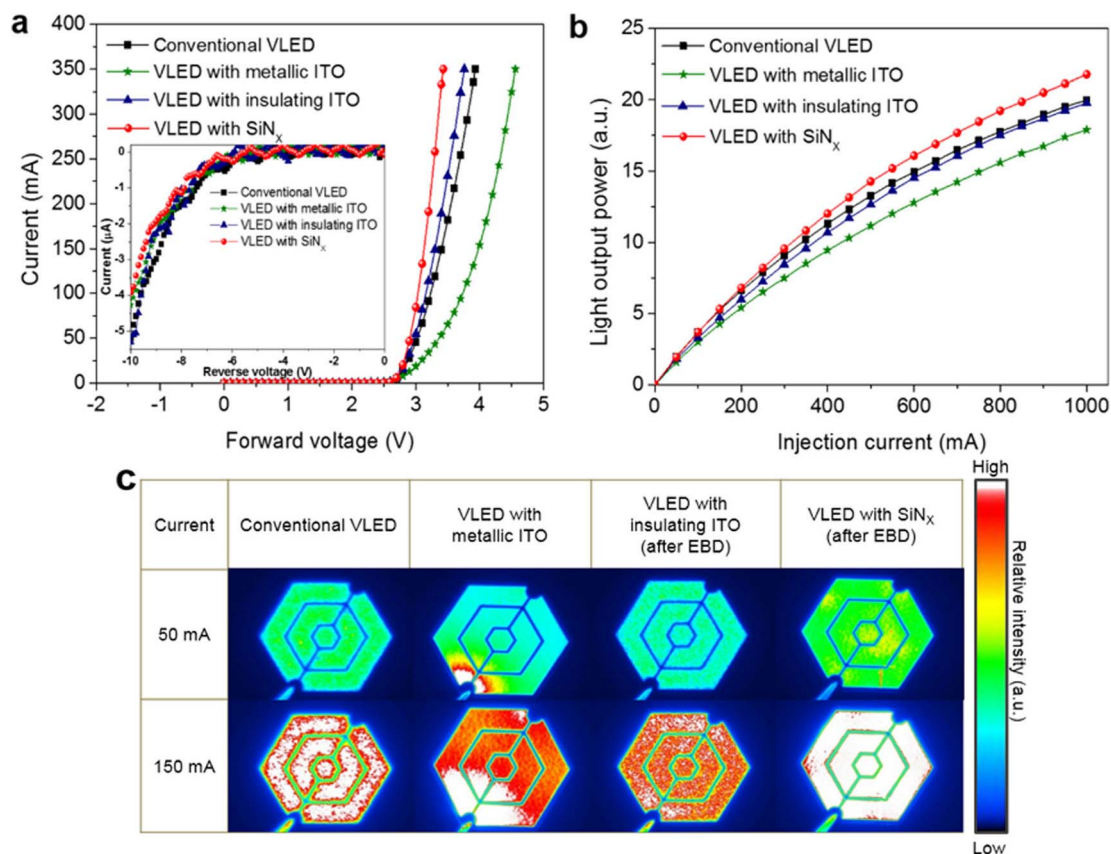 a
Current (mA)
400
350
300
250
200
150
100
50
0
-2
-1
0
1
2
3
4
5
Forward voltage (V)
Conventional VLED
VLED with metallic ITO
VLED with insulating ITO
VLED with SiNX
Current (μA)
0
-1
-2
-3
-4
-5
-10
-8
-6
-4
-2
0
Reverse voltage (V)
Conventional VLED
VLED with metallic ITO
VLED with insulating ITO
VLED with SiNX
b
Light output power (a.u.)
25
20
15
10
5
0
0
200
400
600
800
1000
Injection current (mA)
Conventional VLED
VLED with metallic ITO
VLED with insulating ITO
VLED with SiNX
c
Current
Conventional VLED
VLED with
metallic ITO
VLED with
insulating ITO
(after EBD)
VLED with SiNX
(after EBD)
50 mA
150 mA
High
Relative intensity (a.u.)
Low